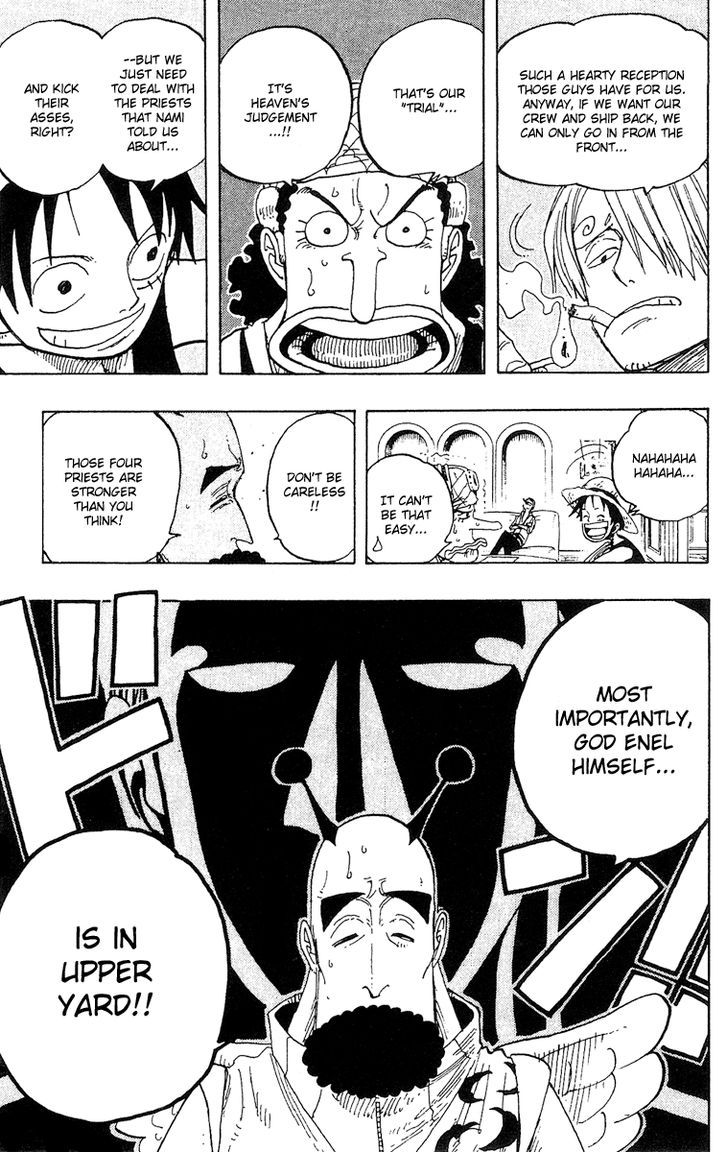 SUCH A HEARTY RECEPTION
THOSE GUYS HAVE FOR US.
ANYWAY, IF WE WANT OUR
CREW AND SHIP BACK, WE
CAN ONLY GO IN FROM
THE FRONT...
THAT'S OUR
"TRIAL"...
IT'S
HEAVEN'S
JUDGEMENT
...!!
--BUT WE
JUST NEED
TO DEAL WITH
THE PRIESTS
THAT NAMI
TOLD US
ABOUT...
AND KICK
THEIR
ASSES,
RIGHT?
NAHAHAHA
HAHAHA...
IT CAN'T
BE THAT
EASY...
DON'T BE
CARELESS
!!
THOSE FOUR
PRIESTS ARE
STRONGER
THAN YOU
THINK!
MOST
IMPORTANTLY,
GOD ENEL
HIMSELF...
IS IN
UPPER
YARD!!